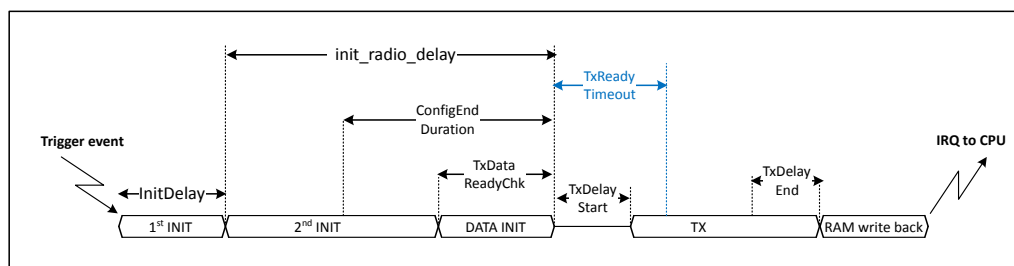 init_radio_delay
TxReady
Timeout
ConfigEnd
Duration
Trigger event
IRQ to CPU
TxData
ReadyChk
TxDelay
End
InitDelay
TxDelay
Start
1st INIT
2nd INIT
DATA INIT
TX
RAM write back